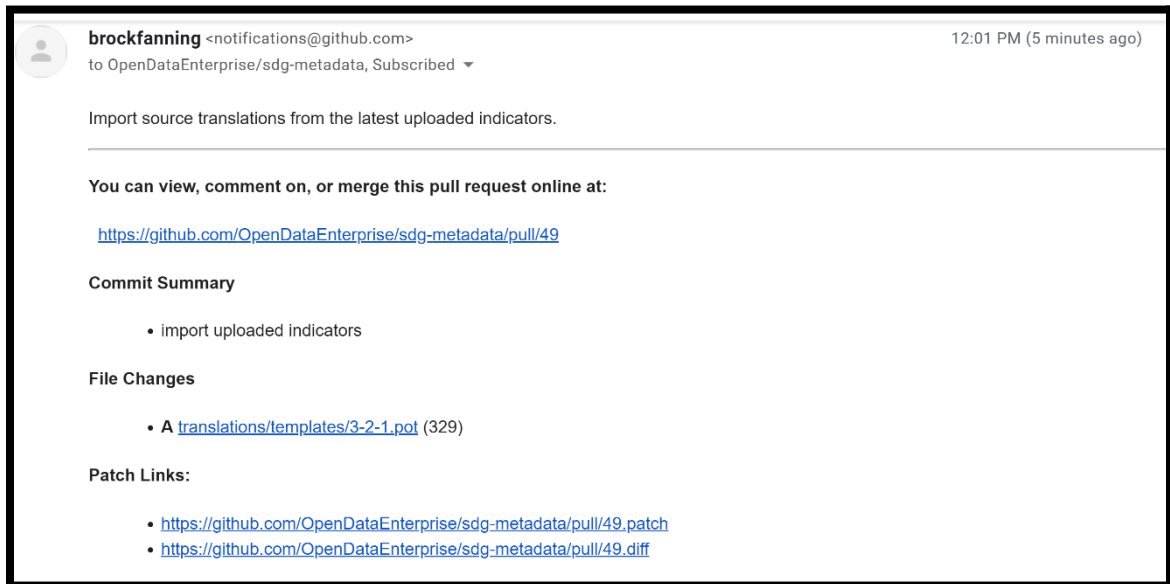 brockfanning <notifications@github.com> 12:01 PM (5 minutes ago)
to OpenDataEnterprise/sdg-metadata, Subscribed
Import source translations from the latest uploaded indicators.
You can view, comment on, or merge this pull request online at:
https://github.com/OpenDataEnterprise/sdg-metadata/pull/49
Commit Summary
• import uploaded indicators
File Changes
• A translations/templates/3-2-1.pot (329)
Patch Links:
• https://github.com/OpenDataEnterprise/sdg-metadata/pull/49.patch
• https://github.com/OpenDataEnterprise/sdg-metadata/pull/49.diff